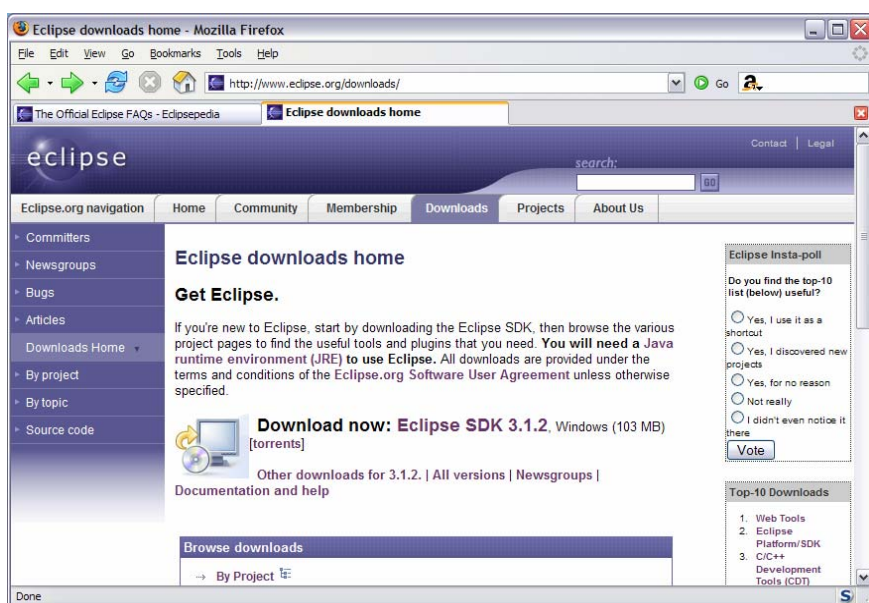 Eclipse downloads home - Mozilla Firefox
File Edit View Go Bookmarks Tools Help
http://www.eclipse.org/downloads/
Go
a
The Official Eclipse FAQs - Eclipsepedia
Eclipse downloads home
eclipse
Contact | Legal
search:
GO
Eclipse.org navigation
Home Community Membership Downloads Projects About Us
Committers
Newsgroups
Bugs
Articles
Downloads Home
By project
By topic
Source code
Eclipse downloads home
Get Eclipse.
If you're new to Eclipse, start by downloading the Eclipse SDK, then browse the various
project pages to find the useful tools and plugins that you need. You will need a Java
runtime environment (JRE) to use Eclipse. All downloads are provided under the
terms and conditions of the Eclipse.org Software User Agreement unless otherwise
specified.
Download now: Eclipse SDK 3.1.2, Windows (103 MB)
[torrents]
Other downloads for 3.1.2. | All versions | Newsgroups |
Documentation and help
Browse downloads
→ By Project
Eclipse Insta-poll
Do you find the top-10
list (below) useful?
Yes, I use it as a
shortcut
Yes, I discovered new
projects
Yes, for no reason
Not really
I didn't even notice it
there
Vote
Top-10 Downloads
1. Web Tools
2. Eclipse
Platform/SDK
3. C/C++
Development
Tools (CDT)
Done
S